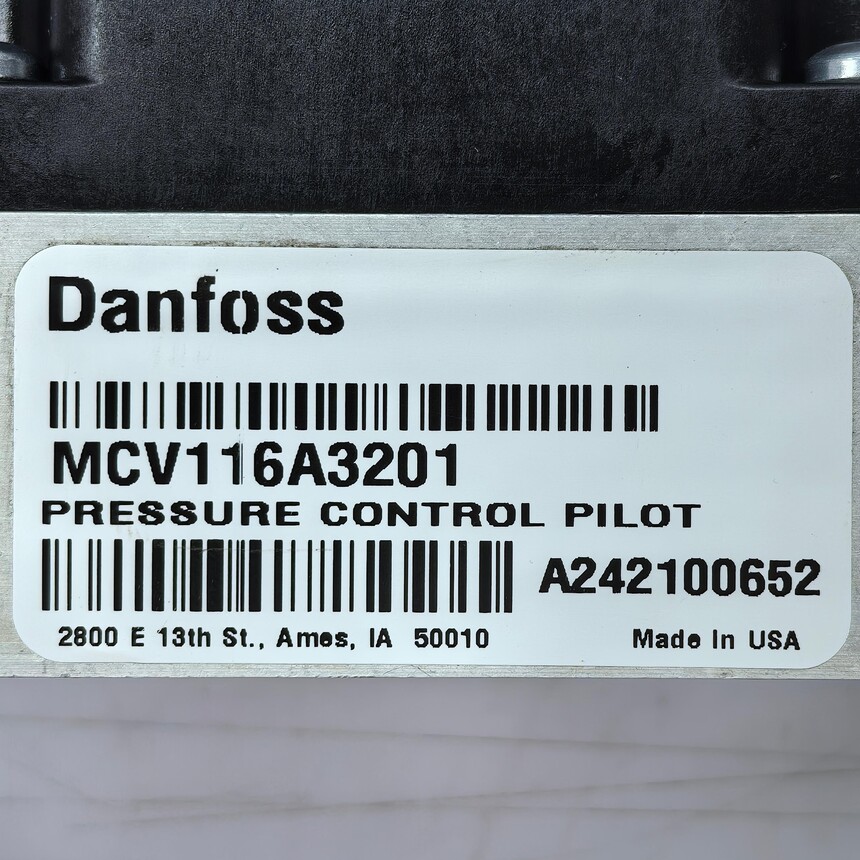 Danfoss
MCV116A3201
PRESSURE CONTROL PILOT
A242100652
2800 E 13th St., Ames, IA 50010
Made In USA